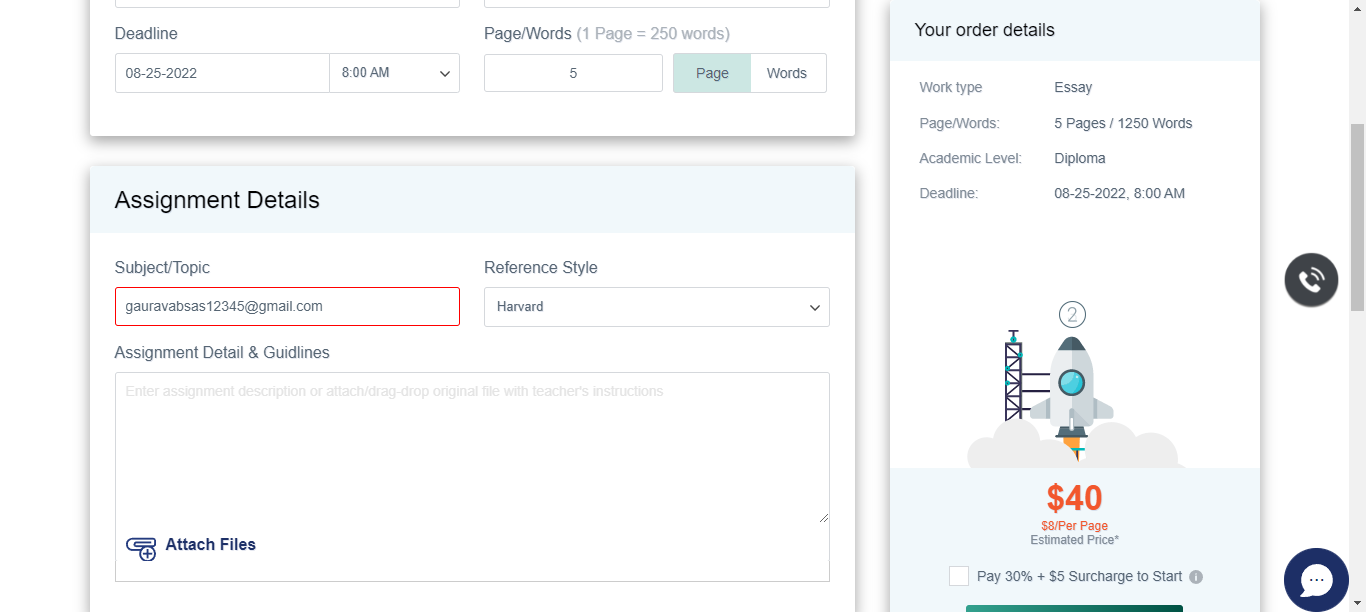 Deadline
Page/Words (1 Page = 250 words)
08-25-2022
8:00 AM
5
Page
Words
Assignment Details
Subject/Topic
Reference Style
gauravabsas12345@gmail.com
Harvard
Assignment Detail & Guidlines
Enter assignment description or attach/drag-drop original file with teacher's instructions
Attach Files
Your order details
Work type
Essay
Page/Words:
5 Pages / 1250 Words
Academic Level:
Diploma
Deadline:
08-25-2022, 8:00 AM
2
$40
$8/Per Page
Estimated Price*
Pay 30% + $5 Surcharge to Start